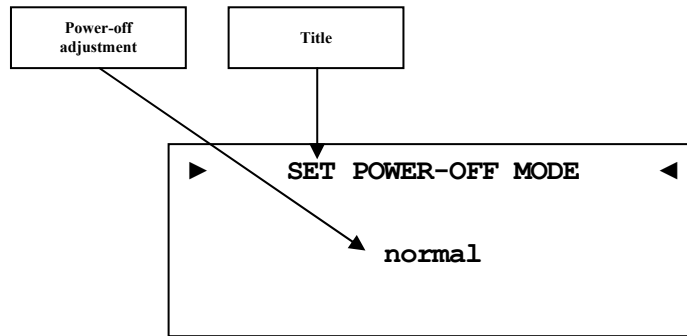 Power-off
adjustment
Title
► SET POWER-OFF MODE ◄
normal